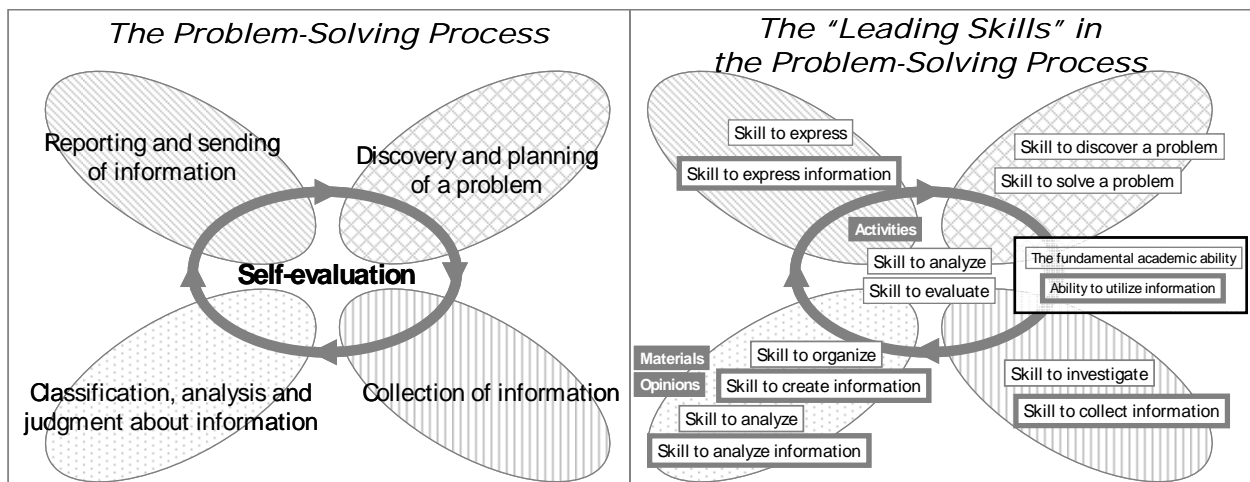 The Problem-Solving Process
Reporting and sending
of information
Discovery and planning
of a problem
Self-evaluation
Classification, analysis and
judgment about information
Collection of information
The "Leading Skills" in
the Problem-Solving Process
Skill to express
Skill to express information
Skill to discover a problem
Skill to solve a problem
Activities
Skill to analyze
Skill to evaluate
The fundamental academic ability
Ability to utilize information
Materials
Opinions
Skill to organize
Skill to create information
Skill to analyze
Skill to analyze information
Skill to investigate
Skill to collect information